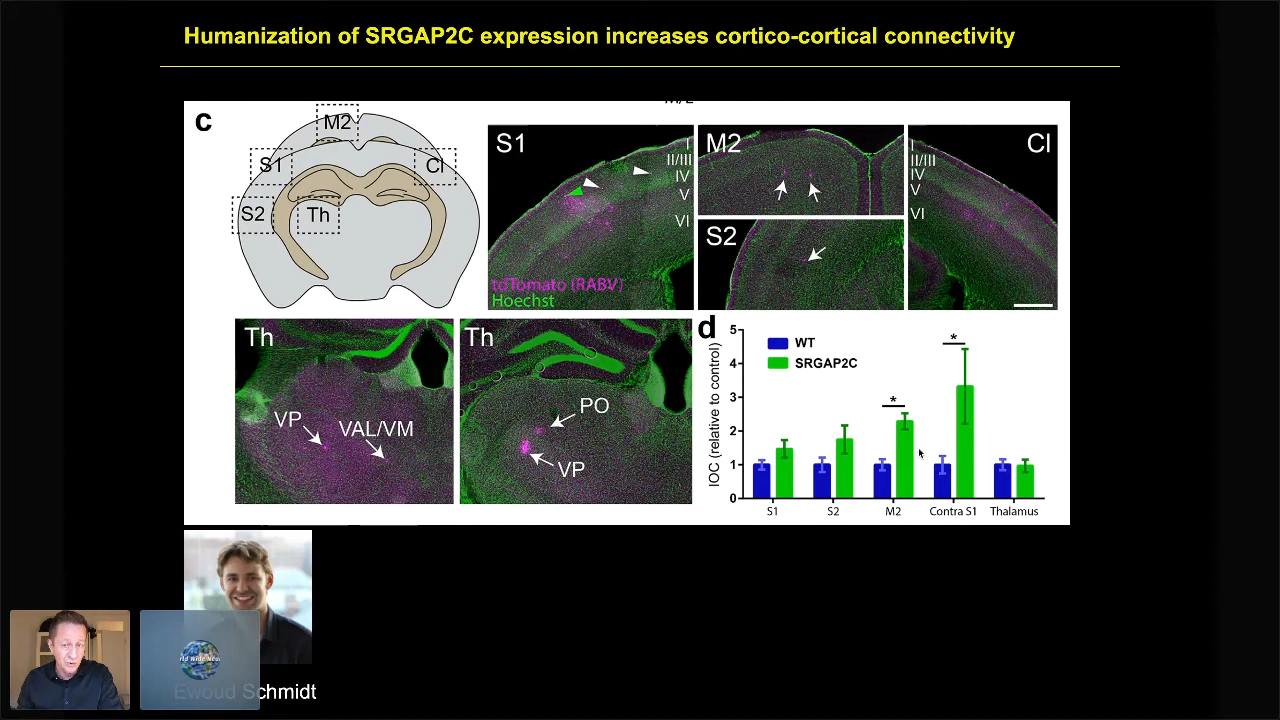 Humanization of SRGAP2C expression increases cortico-cortical connectivity
c
M2
S1
Cl
S2
Th
S1
I
II/III
IV
V
VI
tdTomato (RABV)
Hoechst
M2
S2
Cl
I
II/III
IV
V
VI
Th
VP
VAL/VM
Th
PO
VP
d
WT
SRGAP2C
IOC (relative to control)
5
4
3
2
1
0
*
*
S1
S2
M2
Contra S1
Thalamus
Ewoud Schmidt